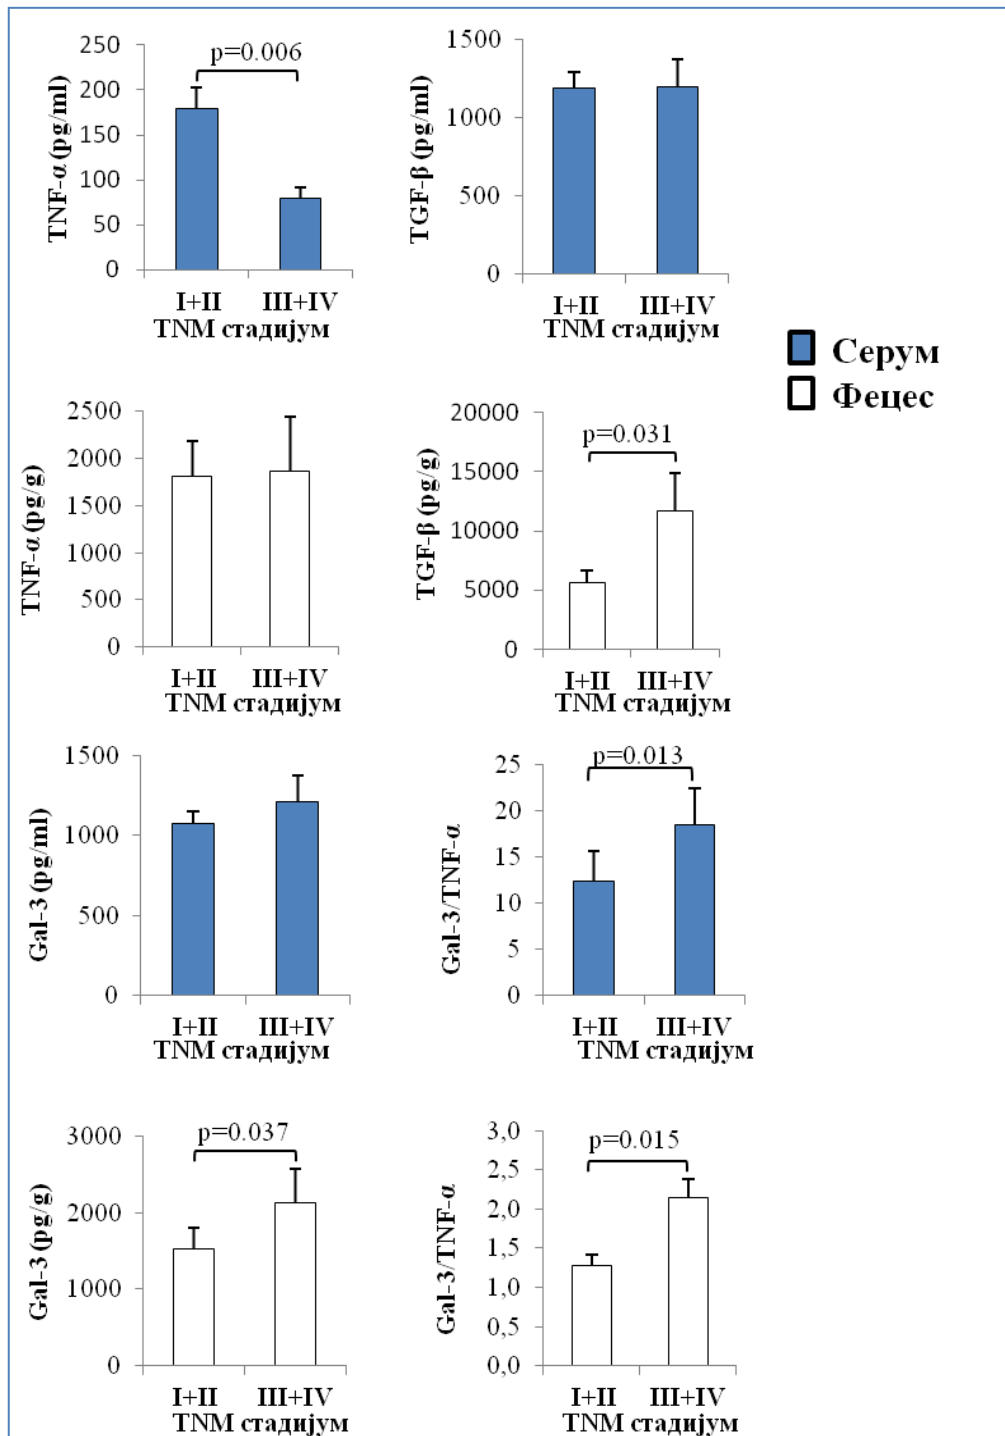 250
200
150
100
50
0
TNF-α (pg/ml)
p=0.006
I+II III+IV
TNM стадијум
1500
1000
500
0
TGF-β (pg/ml)
I+II III+IV
TNM стадијум
Серум
Фецес
2500
2000
1500
1000
500
0
TNF-α (pg/g)
I+II III+IV
TNM стадијум
20000
15000
10000
5000
0
TGF-β (pg/g)
p=0.031
I+II III+IV
TNM стадијум
1500
1000
500
0
Gal-3 (pg/ml)
I+II III+IV
TNM стадијум
25
20
15
10
5
0
Gal-3/TNF-α
p=0.013
I+II III+IV
TNM стадијум
3000
2000
1000
0
Gal-3 (pg/g)
p=0.037
I+II III+IV
TNM стадијум
3,0
2,5
2,0
1,5
1,0
0,5
0,0
Gal-3/TNF-α
p=0.015
I+II III+IV
TNM стадијум